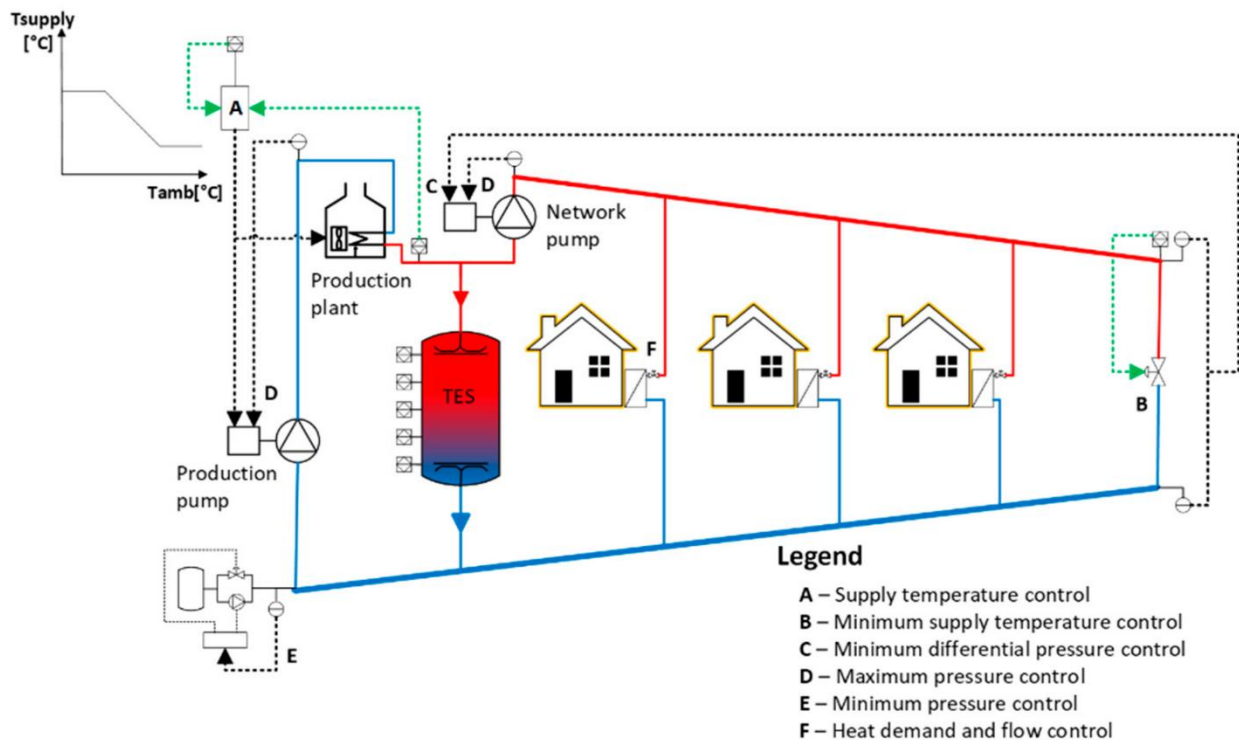 Tsupply
[°C]
Tamb[°C]
A
C
D
Network
pump
Production
plant
F
TES
D
B
Production
pump
E
Legend
A – Supply temperature control
B – Minimum supply temperature control
C – Minimum differential pressure control
D – Maximum pressure control
E – Minimum pressure control
F – Heat demand and flow control